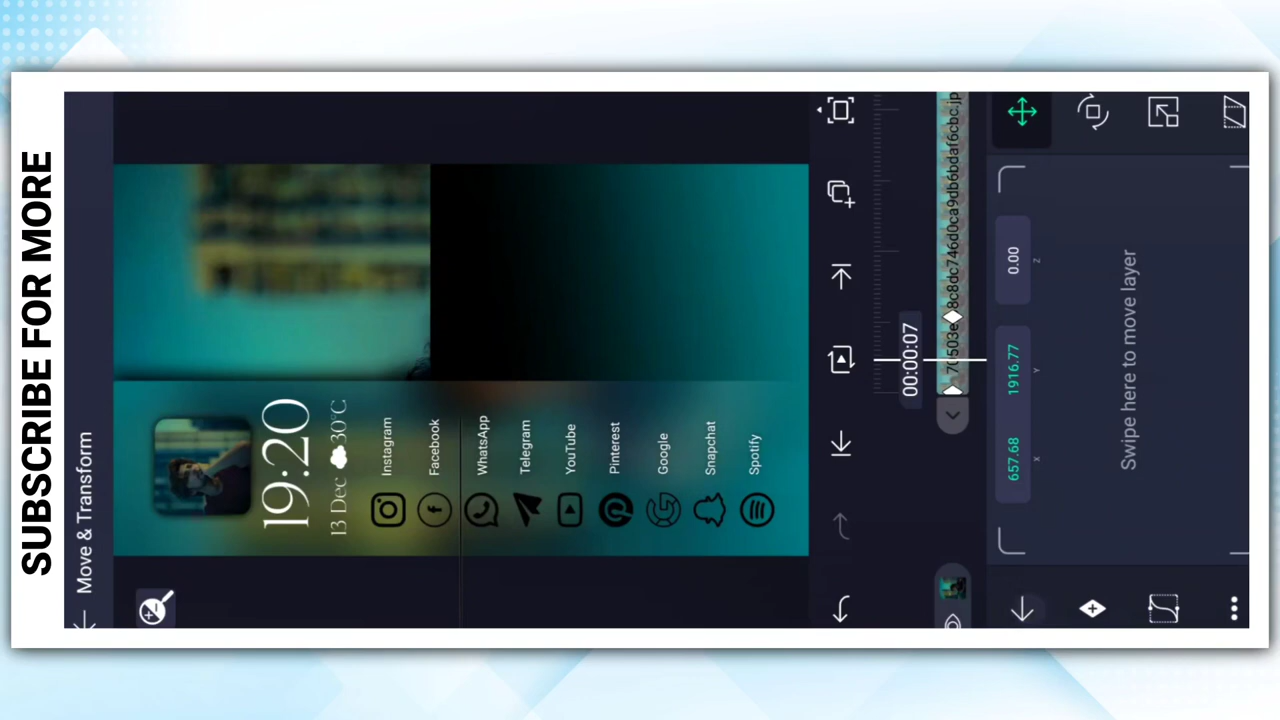 SUBSCRIBE FOR MORE
Move & Transform
19:20
13 Dec 30°C
Instagram
Facebook
WhatsApp
Telegram
YouTube
Pinterest
Google
Snapchat
Spotify
00:00:07
657.68
X
1916.77
Y
0.00
Z
Swipe here to move layer